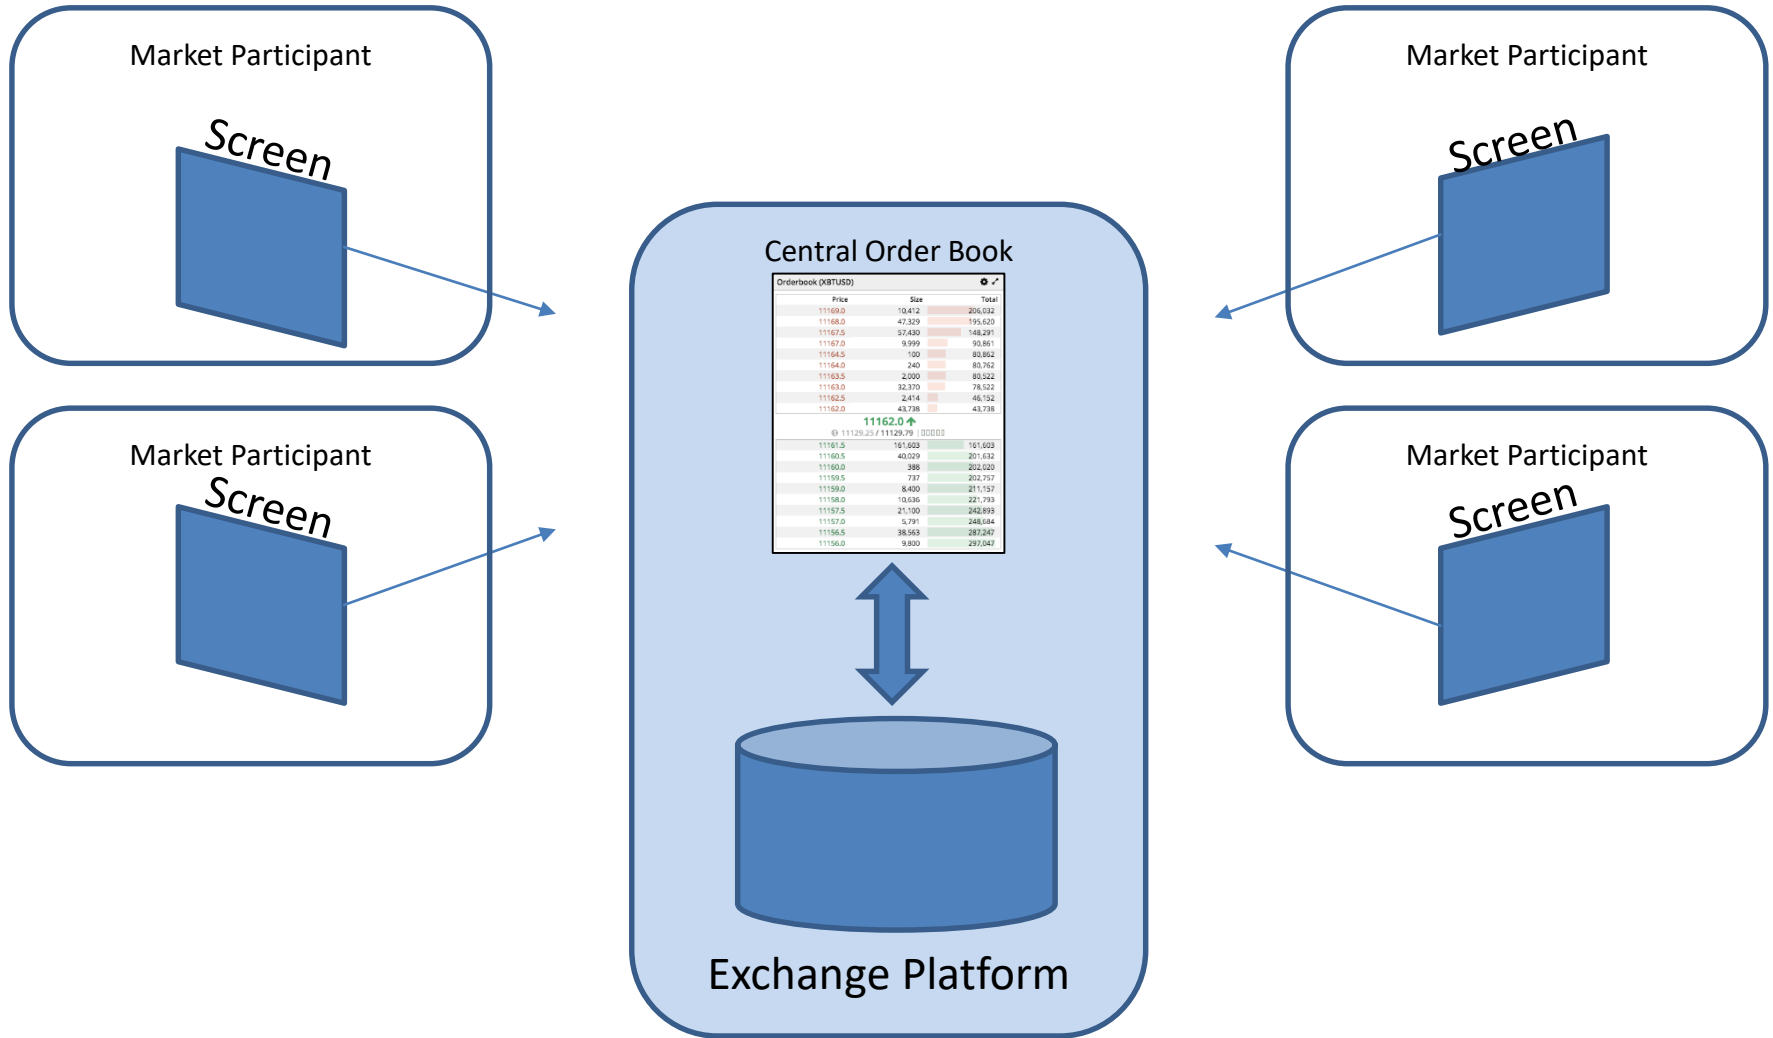 Market Participant
Screen
Market Participant
Screen
Market Participant
Screen
Market Participant
Screen
Central Order Book
Orderbook (XBTUSD)
Price Size Total
11169.0 10,412 206,032
11168.0 47,329 195,620
11167.5 57,430 148,291
11167.0 9,999 90,861
11164.5 100 80,862
11164.0 240 80,762
11163.5 2,000 80,522
11163.0 32,370 78,522
11162.5 2,414 46,152
11162.0 43,738 43,738
11162.0
11129.25 / 11129.79 |
11161.5 161,603 161,603
11160.5 40,029 201,632
11160.0 388 202,020
11159.5 737 202,757
11159.0 8,400 211,157
11158.0 10,636 221,793
11157.5 21,100 242,893
11157.0 5,791 248,684
11156.5 38,563 287,247
11156.0 9,800 297,047
Exchange Platform